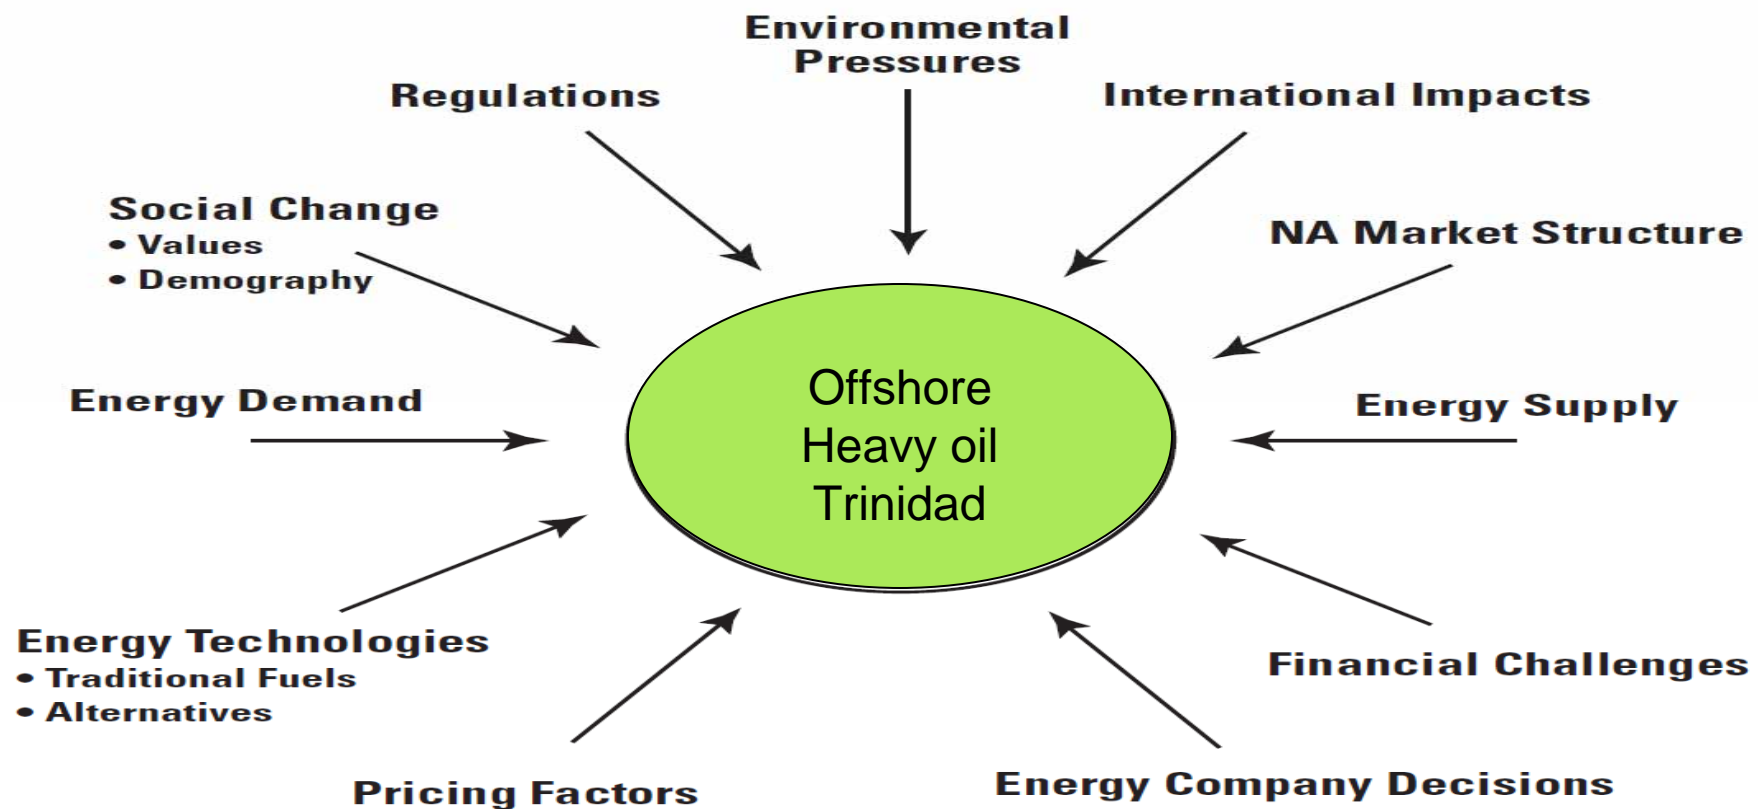 Environmental
Pressures
Regulations
International Impacts
Social Change
• Values
• Demography
NA Market Structure
Energy Demand
Offshore
Heavy oil
Trinidad
Energy Supply
Energy Technologies
• Traditional Fuels
• Alternatives
Financial Challenges
Pricing Factors
Energy Company Decisions